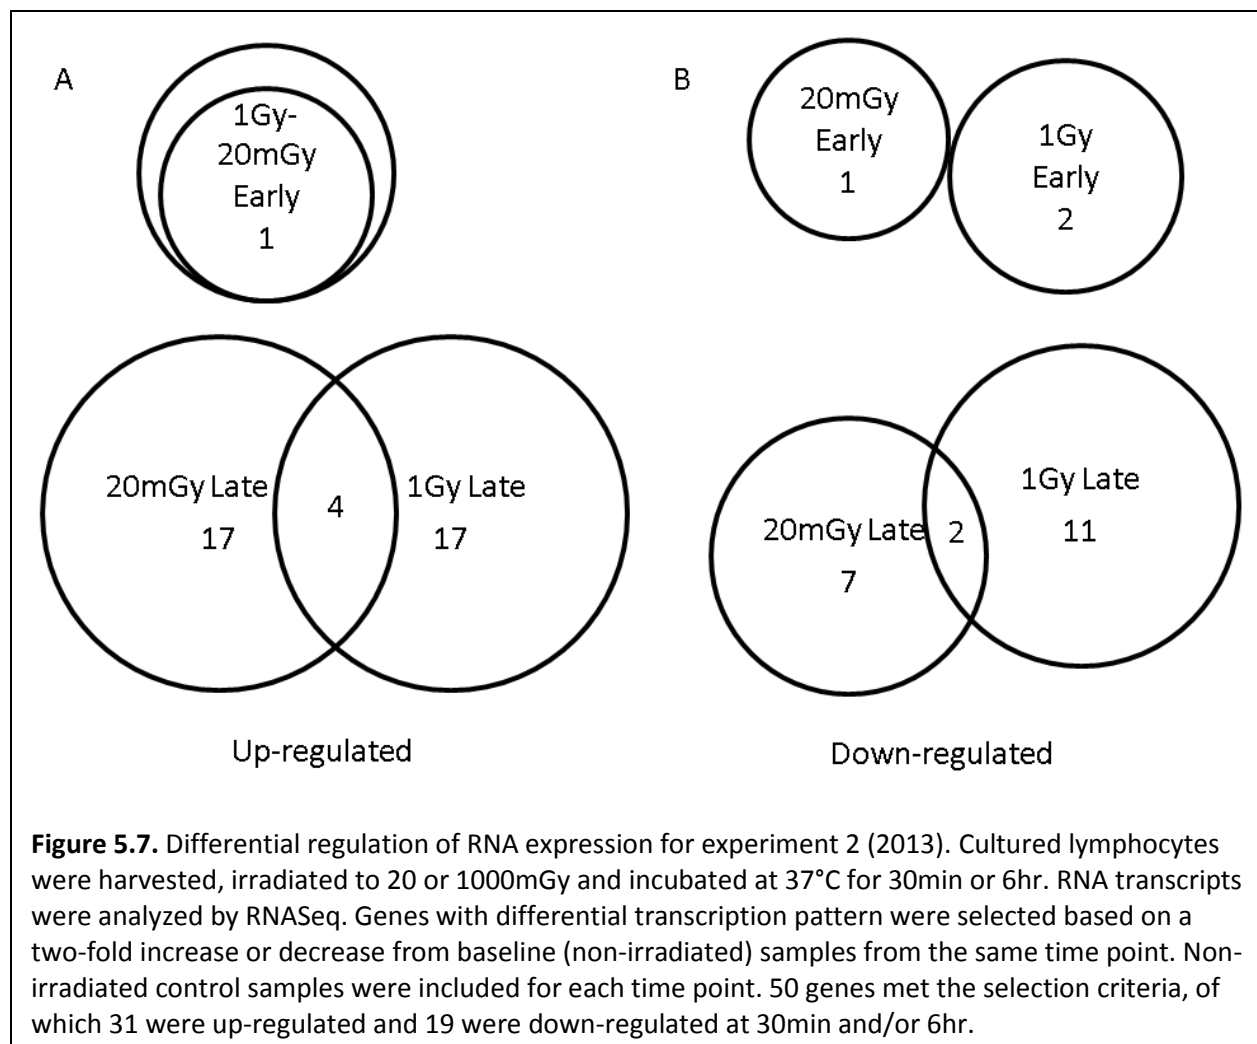 A
1Gy-
20mGy
Early
1
20mGy Late
17
4
1Gy Late
17
Up-regulated
B
20mGy
Early
1
1Gy
Early
2
20mGy Late
7
2
1Gy Late
11
Down-regulated
Figure 5.7. Differential regulation of RNA expression for experiment 2 (2013). Cultured lymphocytes
were harvested, irradiated to 20 or 1000mGy and incubated at 37°C for 30min or 6hr. RNA transcripts
were analyzed by RNASeq. Genes with differential transcription pattern were selected based on a
two-fold increase or decrease from baseline (non-irradiated) samples from the same time point. Non-
irradiated control samples were included for each time point. 50 genes met the selection criteria, of
which 31 were up-regulated and 19 were down-regulated at 30min and/or 6hr.